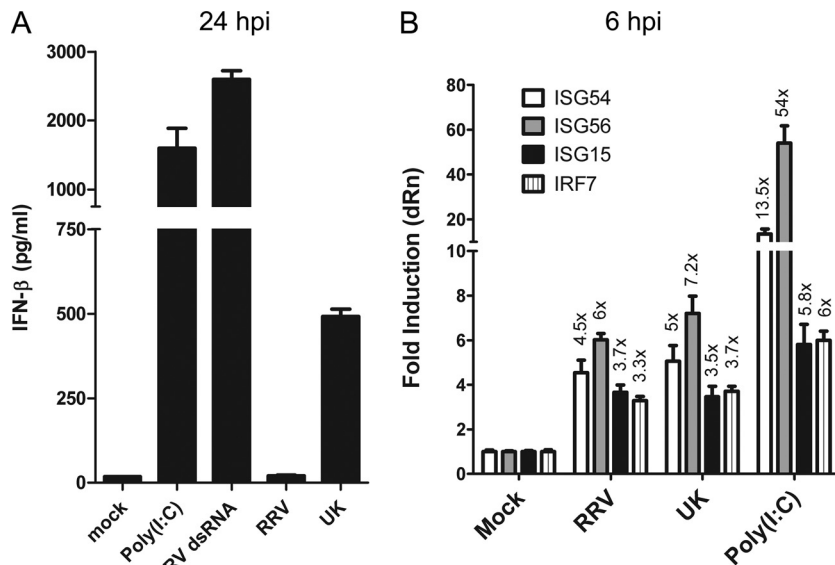 A
24 hpi
IFN-β (pg/ml)
3000
2000
1000
750
500
250
0
mock
Poly(I:C)
RV dsRNA
RRV
UK
B
6 hpi
Fold Induction (dRn)
80
60
40
20
10
8
6
4
2
0
ISG54
ISG56
ISG15
IRF7
4.5x
6x
3.7x
3.3x
5x
7.2x
3.5x
3.7x
13.5x
54x
5.8x
6x
Mock
RRV
UK
Poly(I:C)